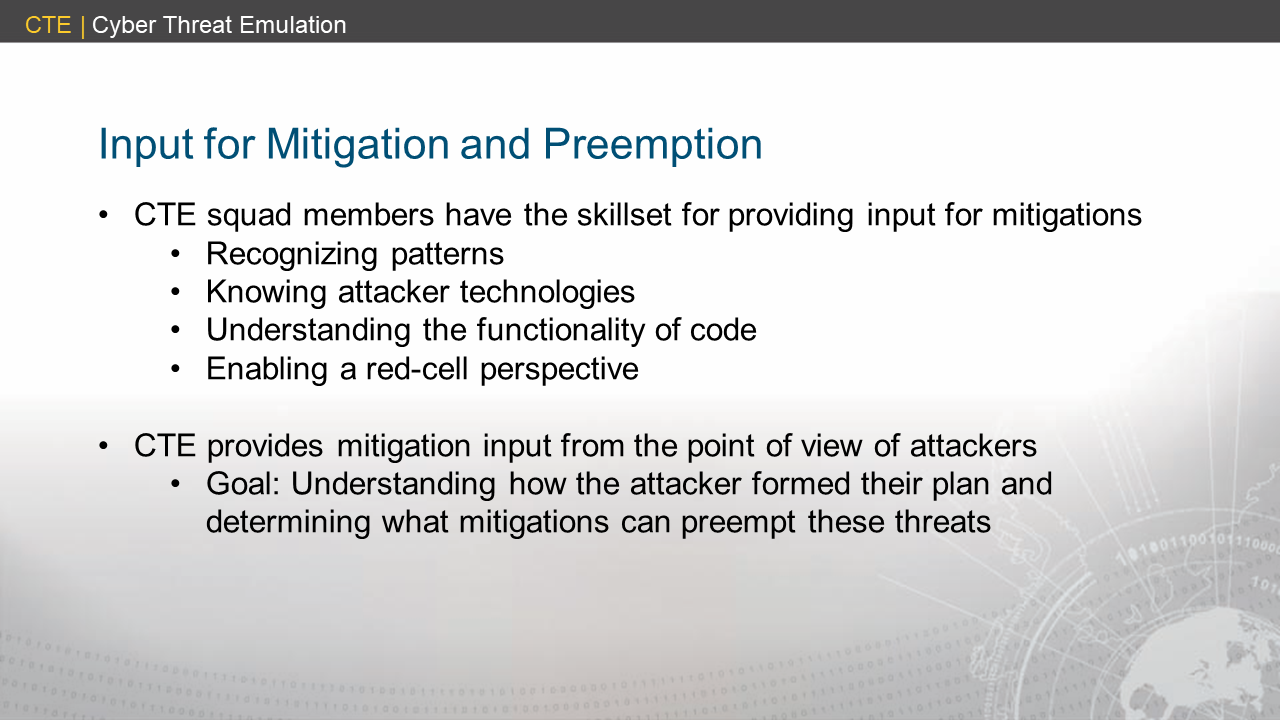 CTE | Cyber Threat Emulation
Input for Mitigation and Preemption
• CTE squad members have the skillset for providing input for mitigations
• Recognizing patterns
• Knowing attacker technologies
• Understanding the functionality of code
• Enabling a red-cell perspective
• CTE provides mitigation input from the point of view of attackers
• Goal: Understanding how the attacker formed their plan and
determining what mitigations can preempt these threats